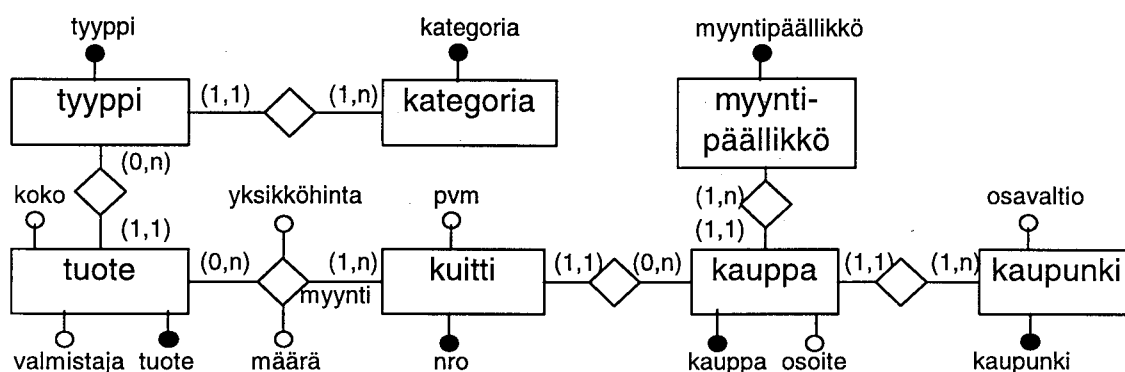 tyyppi
kategoria
myyntipäällikkö
tyyppi
(1,1)
(1,n)
kategoria
myynti-
päällikkö
(0,n)
koko
yksikköhinta
pvm
(1,n)
osavaltio
(1,1)
(1,1)
tuote
(0,n)
(1,n)
kuitti
(1,1)
(0,n)
kauppa
(1,1)
(1,n)
kaupunki
myynti
valmistaja
tuote
määrä
nro
kauppa
osoite
kaupunki